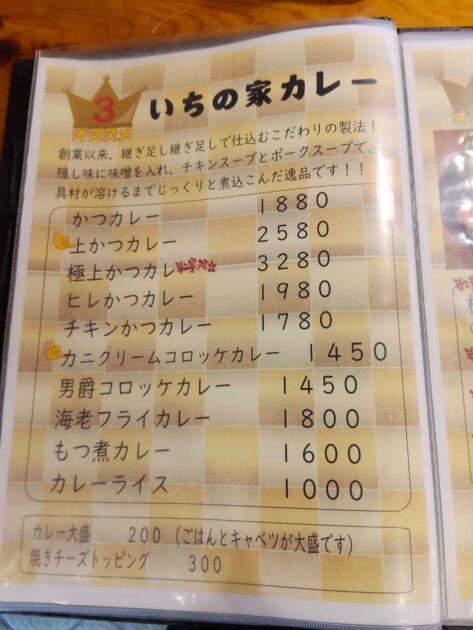 3
オススメ
いちの家カレー
創業以来、継ぎ足し継ぎ足しで仕込むこだわりの製法！
隠し味に味噌を入れ、チキンスープとポークスープで、
具材が溶けるまでじっくりと煮込こんだ逸品です！！
かつカレー 1880
上かつカレー 2580
極上かつカレ 数量限定 3280
ヒレかつカレー 1980
チキンかつカレー 1780
カニクリームコロッケカレー 1450
男爵コロッケカレー 1450
海老フライカレー 1800
もつ煮カレー 1600
カレーライス 1000
カレー大盛 200（ごはんとキャベツが大盛です）
焼きチーズトッピング 300